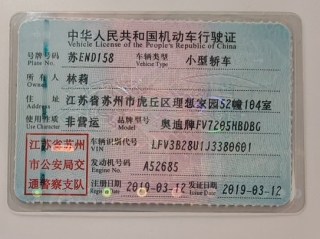 中华人民共和国机动车行驶证
Vehicle License of the People's Republic of China
号牌号码 苏END158 车辆类型 小型轿车
Plate No. Vehicle Type
所有人 林莉
Owner
住址 江苏省苏州市虎丘区理想家园52幢104室
Address
使用性质 非营运 品牌型号 奥迪牌FV7205HBDBG
Use Character Model
江苏省苏州 车辆识别代号 LFV3B28U1J3380601
VIN
市公安局交 发动机号码 A52685
Engine No.
通警察支队 注册日期 2019-03-12 发证日期 2019-03-12
Register Date Issue Date